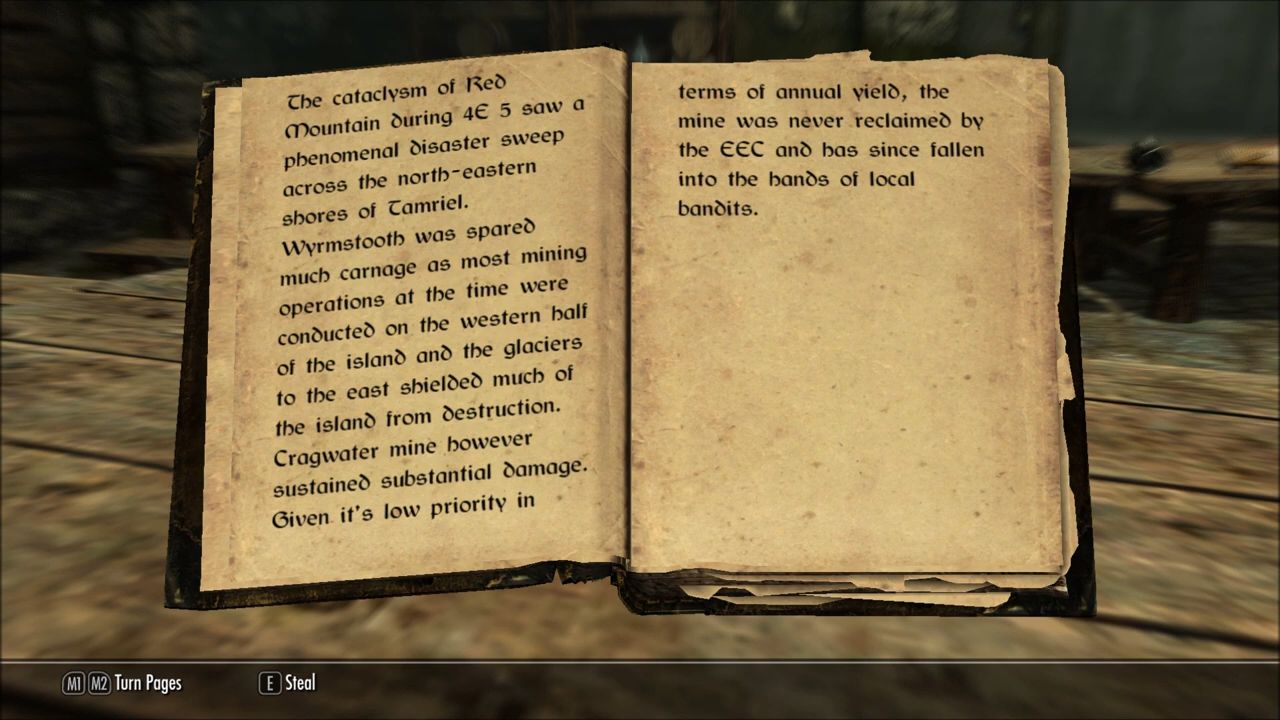 The cataclysm of Red
Mountain during 4E 5 saw a
phenomenal disaster sweep
across the north-eastern
shores of Tamriel.
Wyrmstooth was spared
much carnage as most mining
operations at the time were
conducted on the western half
of the island and the glaciers
to the east shielded much of
the island from destruction.
Cragwater mine however
sustained substantial damage.
Given it's low priority in
terms of annual yield, the
mine was never reclaimed by
the EEC and has since fallen
into the hands of local
bandits.
M1 M2 Turn Pages
E Steal